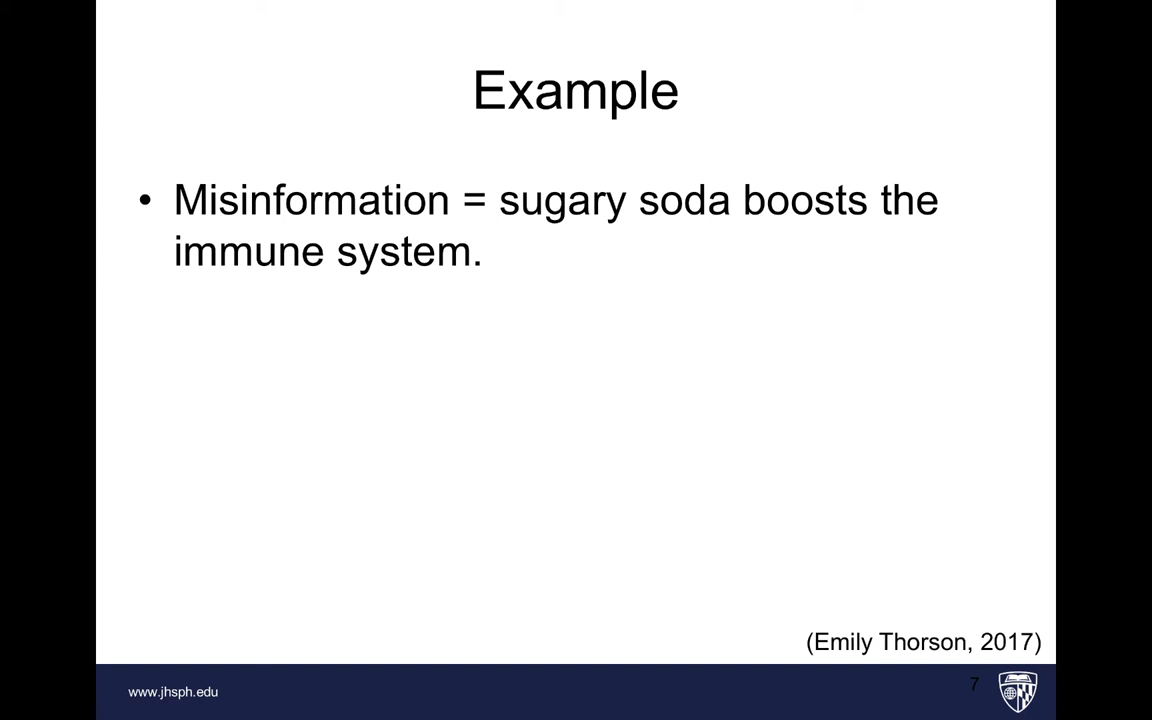 Example
• Misinformation = sugary soda boosts the
immune system.
(Emily Thorson, 2017)
www.jhsph.edu
7